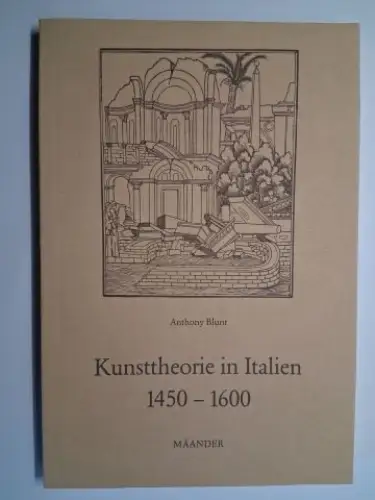 Anthony Blunt
Kunsttheorie in Italien
1450 – 1600
MÄANDER